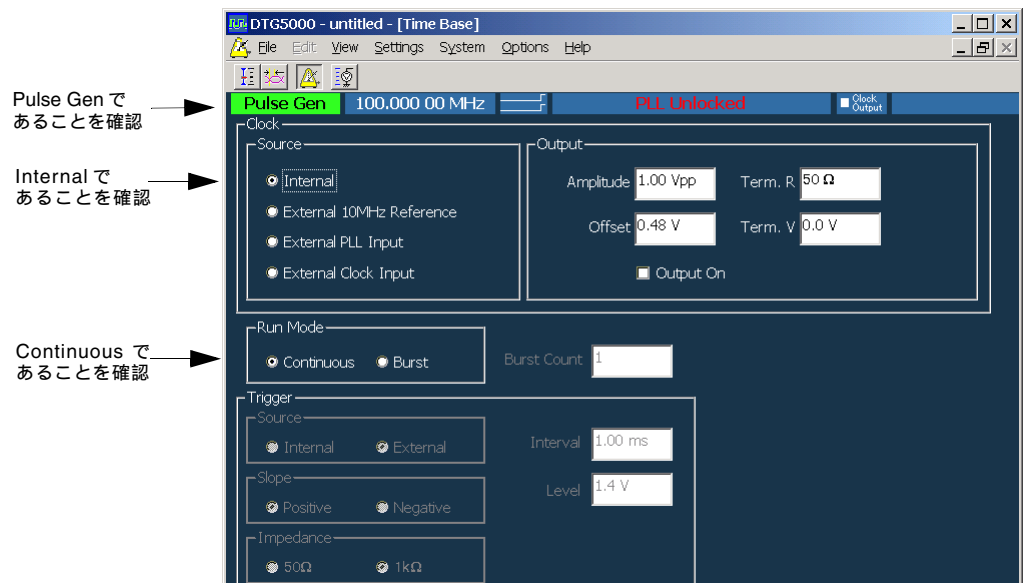 DTG5000 - untitled - [Time Base]
File Edit View Settings System Options Help
Pulse Gen で
あることを確認
Pulse Gen 100.000 00 MHz PLL Unlocked Clock Output
Clock
Source
Internal で
あることを確認
Internal
External 10MHz Reference
External PLL Input
External Clock Input
Output
Amplitude 1.00 Vpp Term. R 50 Ω
Offset 0.48 V Term. V 0.0 V
Output On
Run Mode
Continuous で
あることを確認
Continuous Burst Burst Count 1
Trigger
Source
Internal External Interval 1.00 ms
Slope
Level 1.4 V
Positive Negative
Impedance
50Ω 1kΩ